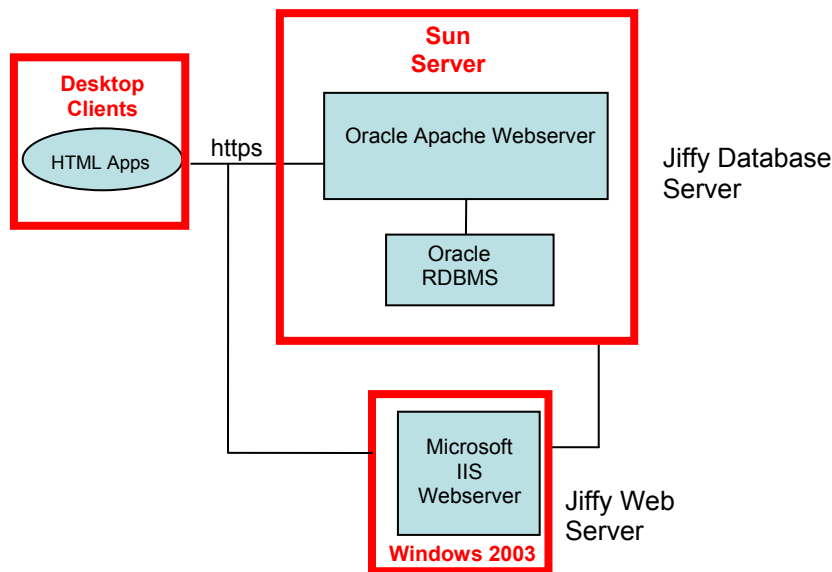 Sun
Server
Desktop
Clients
HTML Apps
https
Oracle Apache Webserver
Jiffy Database
Server
Oracle
RDBMS
Microsoft
IIS
Webserver
Jiffy Web
Server
Windows 2003